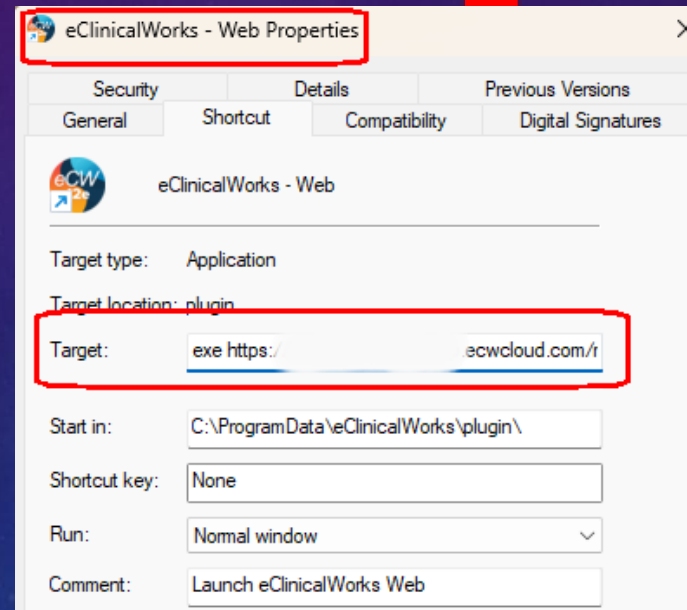 eClinicalWorks - Web Properties
Security Details Previous Versions
General Shortcut Compatibility Digital Signatures
eCW
12e
eClinicalWorks - Web
Target type: Application
Target location: plugin
Target: exe https:/ .ecwcloud.com/r
Start in: C:\ProgramData\eClinicalWorks\plugin\
Shortcut key: None
Run: Normal window
Comment: Launch eClinicalWorks Web